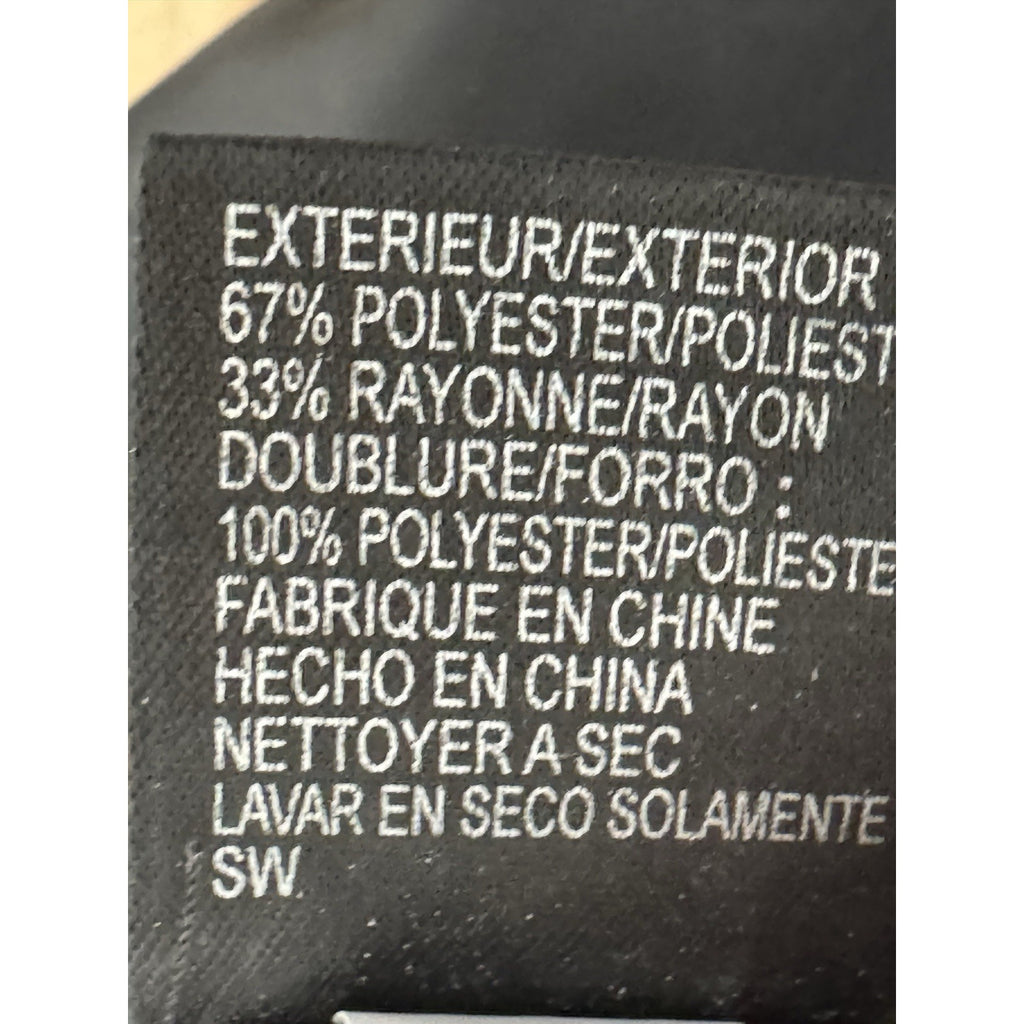 EXTERIEUR/EXTERIOR
67% POLYESTER/POLIEST
33% RAYONNE/RAYON
DOUBLURE/FORRO :
100% POLYESTER/POLIESTE
FABRIQUE EN CHINE
HECHO EN CHINA
NETTOYER A SEC
LAVAR EN SECO SOLAMENTE
SW